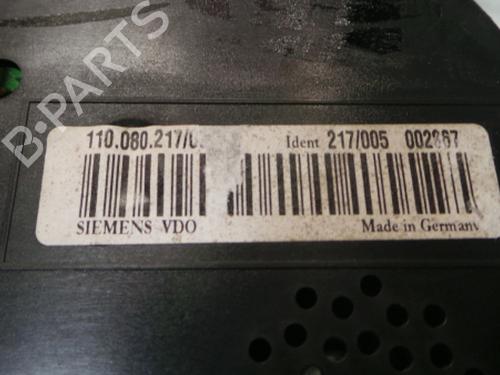 B-PARTS
110.080.217/0
Ident 217/005 002867
SIEMENS VDO
Made in Germany